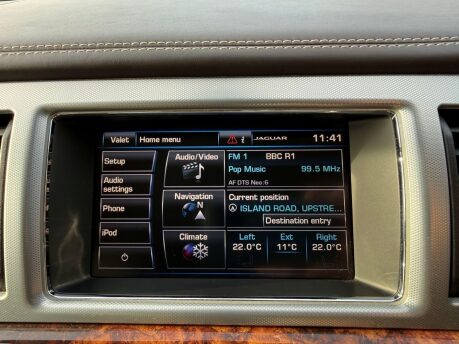 Valet Home menu JAGUAR 11:41
Setup
Audio
settings
Phone
iPod
Audio/Video
FM 1 BBC R1
Pop Music 99.5 MHz
AF DTS Neo:6
Navigation
Current position
ISLAND ROAD, UPSTRE...
Destination entry
Climate
Left Ext Right
22.0°C 11°C 22.0°C